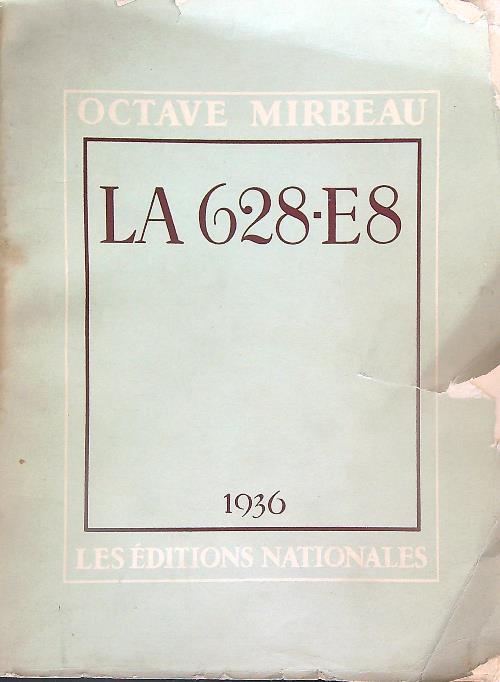 OCTAVE MIRBEAU
LA 628-E8
1936
LES ÉDITIONS NATIONALES